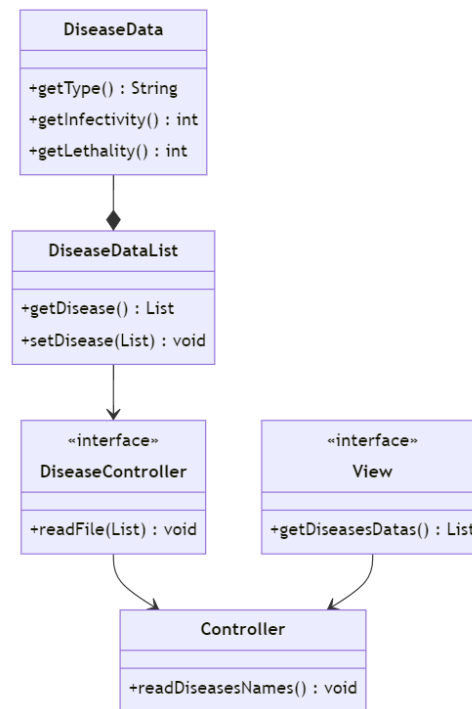 DiseaseData
+getType() : String
+getInfectivity() : int
+getLethality() : int
DiseaseDataList
+getDisease() : List
+setDisease(List) : void
«interface»
DiseaseController
+readFile(List) : void
«interface»
View
+getDiseasesDatas() : List
Controller
+readDiseasesNames() : void